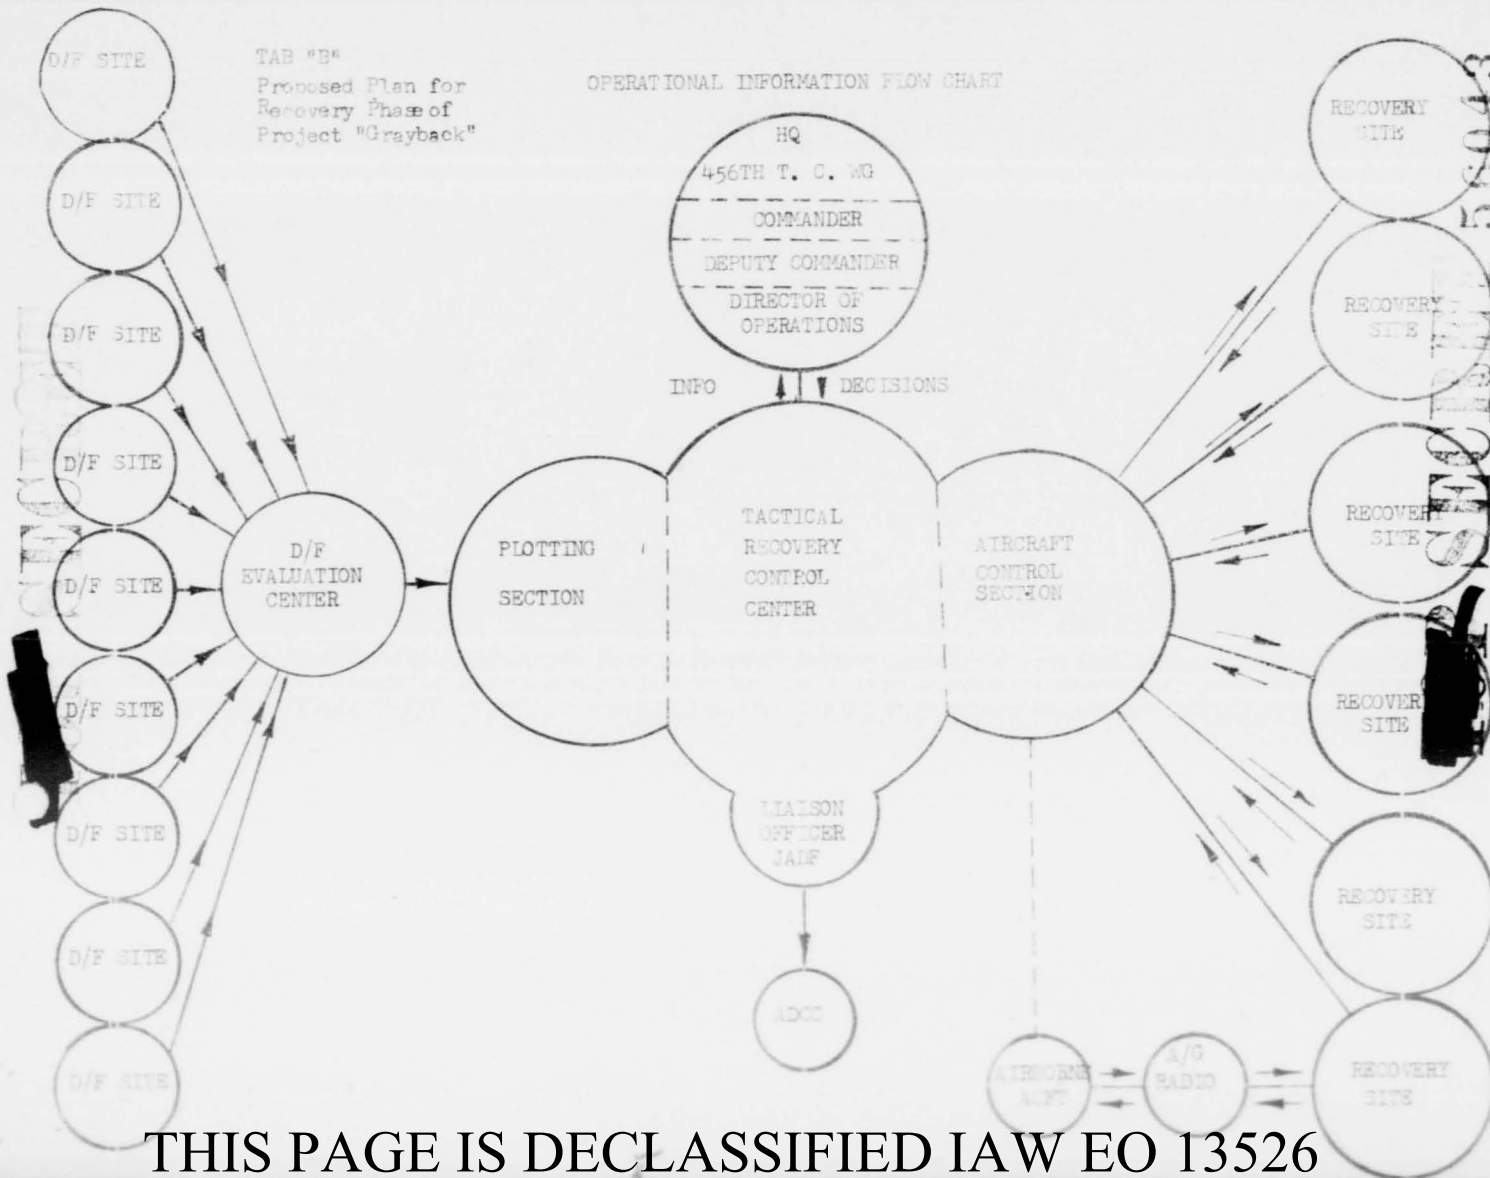 TAB "B"
Proposed Plan for
Recovery Phase of
Project "Grayback"
OPERATIONAL INFORMATION FLOW CHART
D/F SITE
D/F SITE
D/F SITE
D/F SITE
D/F SITE
D/F SITE
D/F SITE
D/F SITE
D/F SITE
D/F
EVALUATION
CENTER
HQ
456TH T. C. WG
COMMANDER
DEPUTY COMMANDER
DIRECTOR OF
OPERATIONS
INFO
DECISIONS
PLOTTING
SECTION
TACTICAL
RECOVERY
CONTROL
CENTER
AIRCRAFT
CONTROL
SECTION
LIAISON
OFFICER
JADF
ADCC
AIRBORNE
ACFT
A/G
RADIO
RECOVERY
SITE
RECOVERY
SITE
RECOVERY
SITE
RECOVERY
SITE
RECOVERY
SITE
RECOVERY
SITE
SECRET
56043
THIS PAGE IS DECLASSIFIED IAW EO 13526